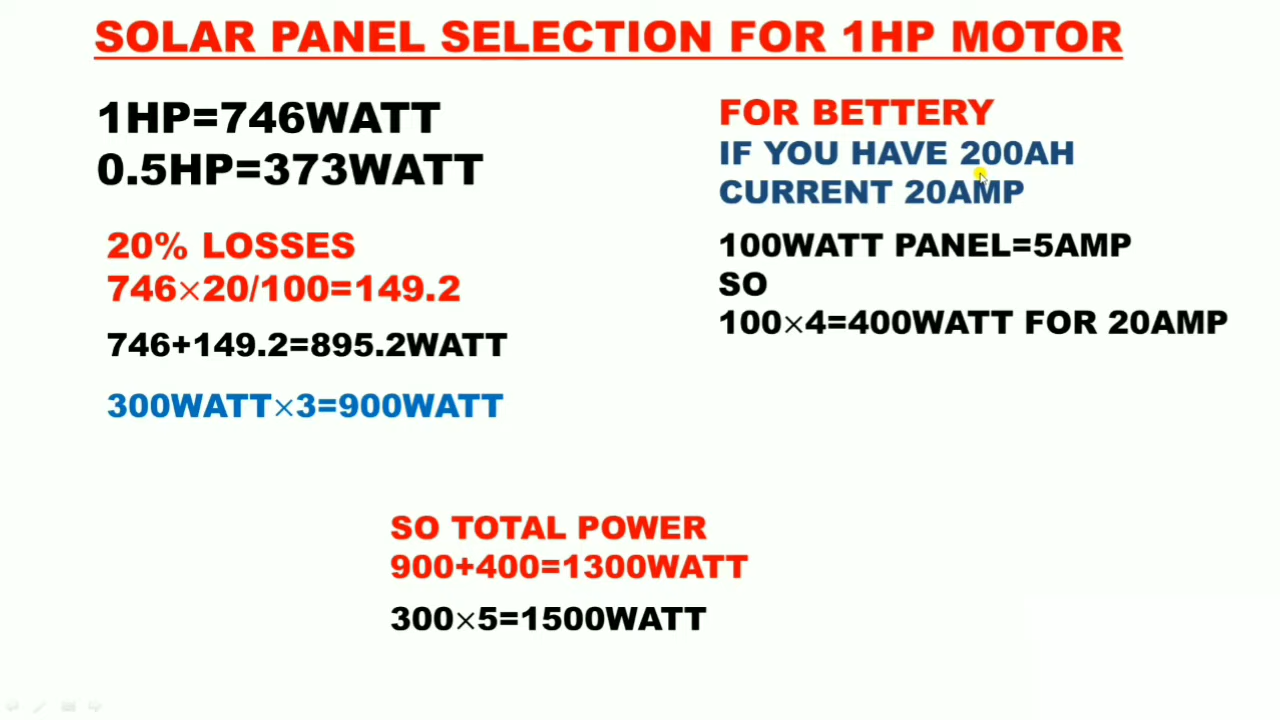 SOLAR PANEL SELECTION FOR 1HP MOTOR
1HP=746WATT
0.5HP=373WATT
20% LOSSES
746×20/100=149.2
746+149.2=895.2WATT
300WATT×3=900WATT
FOR BETTERY
IF YOU HAVE 200AH
CURRENT 20AMP
100WATT PANEL=5AMP
SO
100×4=400WATT FOR 20AMP
SO TOTAL POWER
900+400=1300WATT
300×5=1500WATT